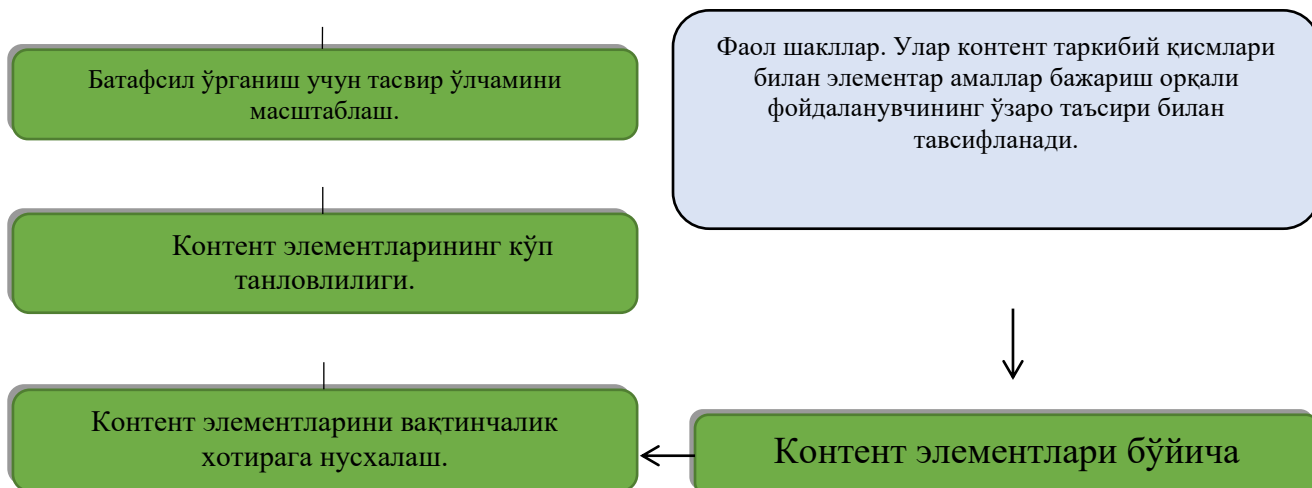 Батафсил ўрганиш учун тасвир ўлчамини
масштаблаш.
Контент элементларининг кўп
танловлилиги.
Контент элементларини вақтинчалик
хотирага нусхалаш.
Фаол шакллар. Улар контент таркибий қисмлари
билан элементар амаллар бажариш орқали
фойдаланувчининг ўзаро таъсири билан
тавсифланади.
Контент элементлари бўйича